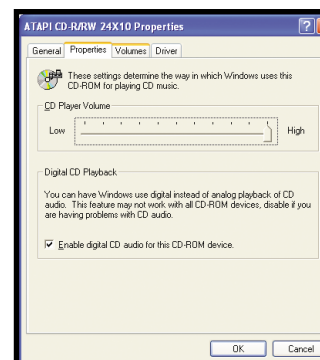 ATAPI CD-R/RW 24X10 Properties
General Properties Volumes Driver
These settings determine the way in which Windows uses this
CD-ROM for playing CD music.
CD Player Volume
Low High
Digital CD Playback
You can have Windows use digital instead of analog playback of CD
audio. This feature may not work with all CD-ROM devices, disable if you
are having problems with CD audio.
Enable digital CD audio for this CD-ROM device.
OK Cancel